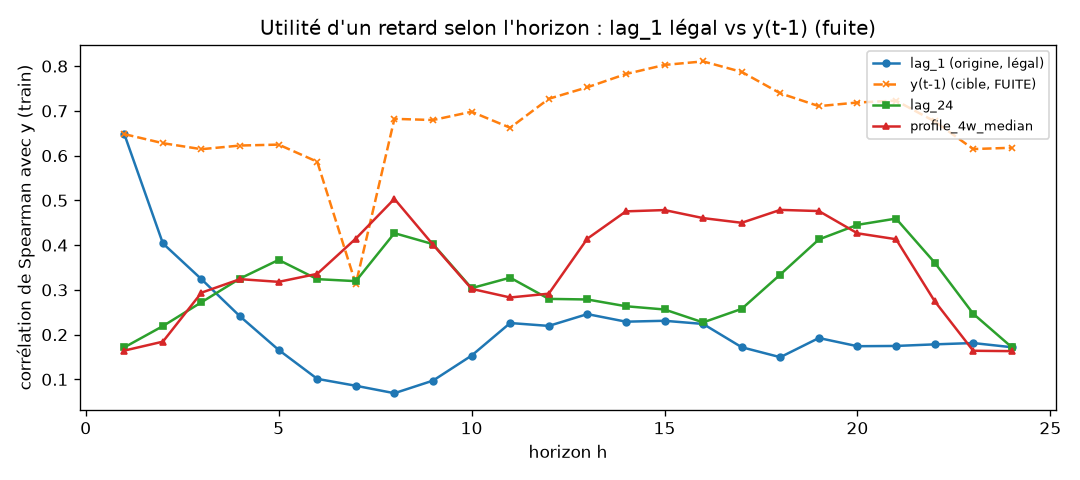 Utilité d'un retard selon l'horizon : lag_1 légal vs y(t-1) (fuite)
corrélation de Spearman avec y (train)
0.8
0.7
0.6
0.5
0.4
0.3
0.2
0.1
lag_1 (origine, légal)
y(t-1) (cible, FUITE)
lag_24
profile_4w_median
0 5 10 15 20 25
horizon h